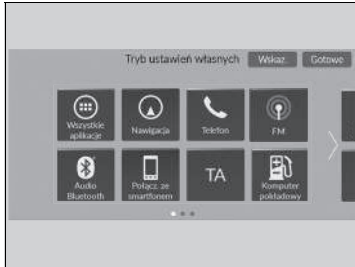 Tryb ustawień własnych Wskaz. Gotowe
Wszystkie
aplikacje
Nawigacja
Telefon
FM
Audio
Bluetooth
Połącz. ze
smartfonem
TA
Komputer
pokładowy